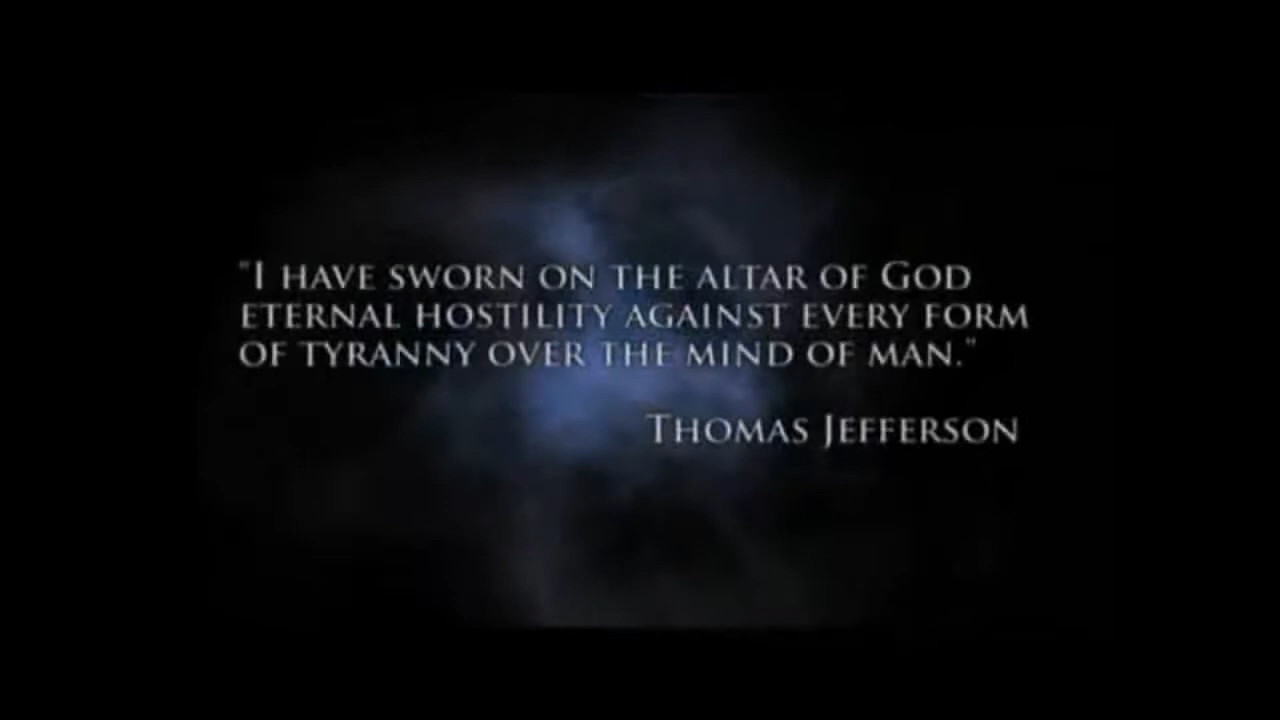 "I HAVE SWORN ON THE ALTAR OF GOD
ETERNAL HOSTILITY AGAINST EVERY FORM
OF TYRANNY OVER THE MIND OF MAN."
THOMAS JEFFERSON